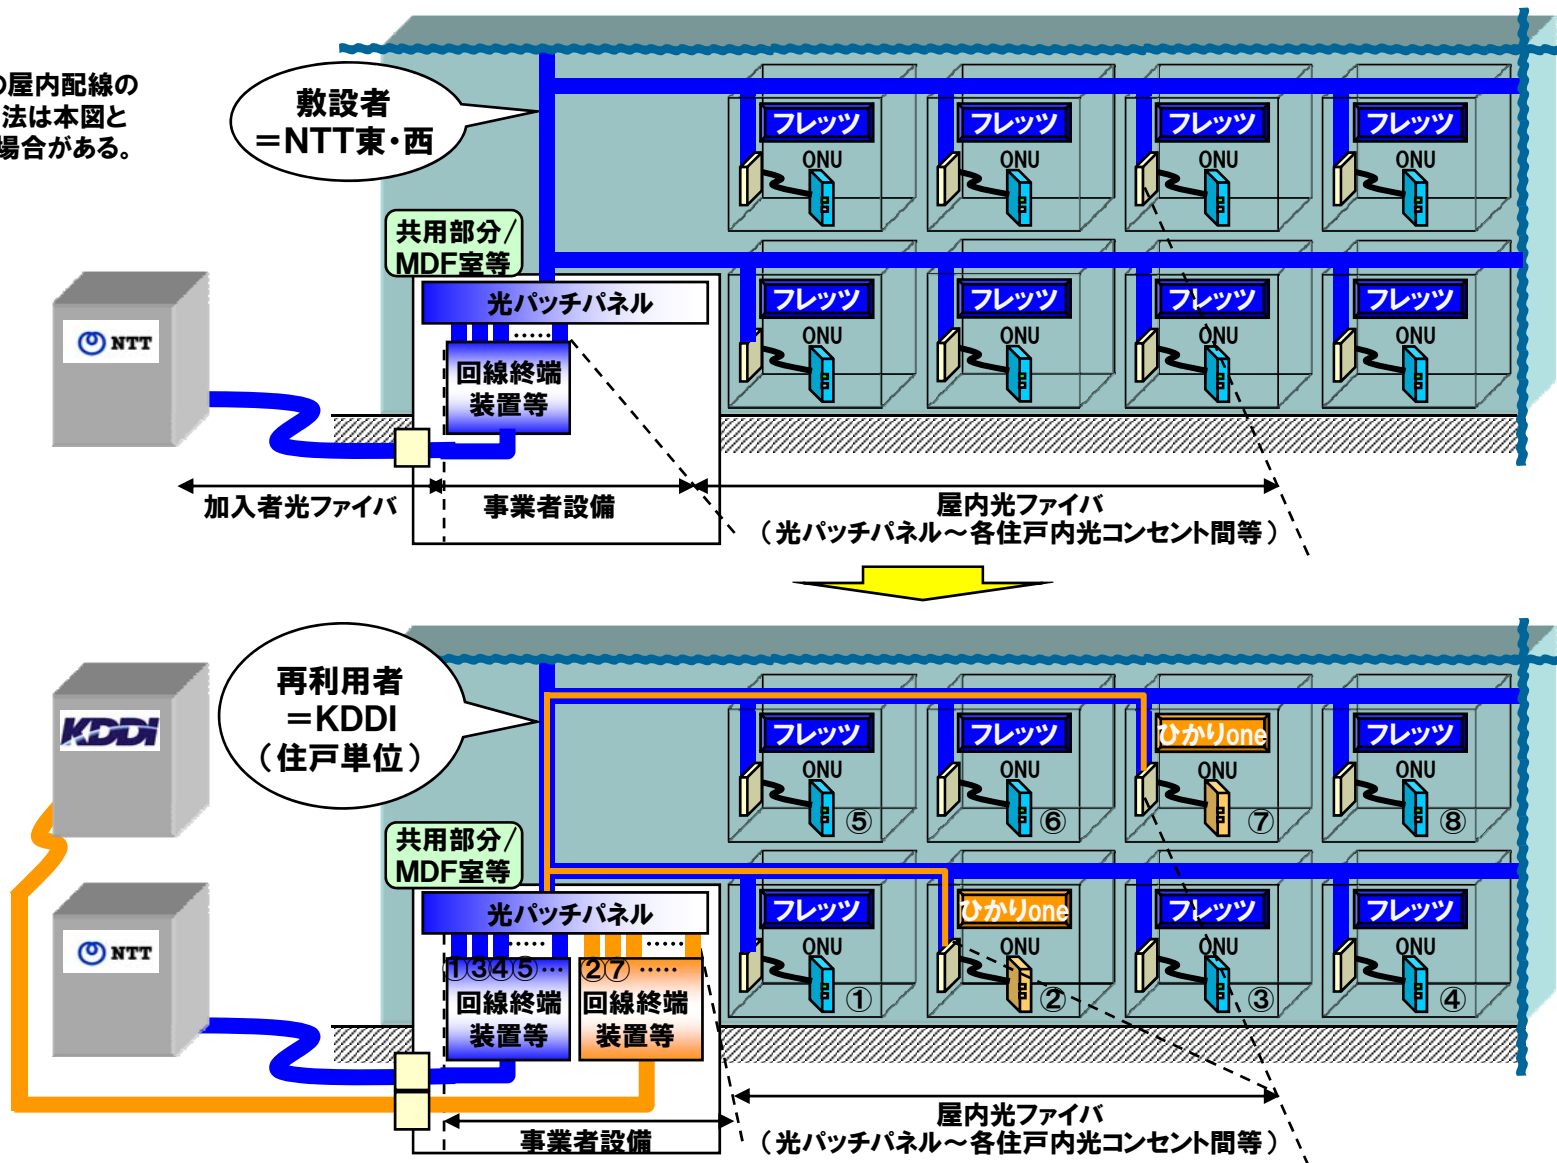 の屋内配線の
法は本図と
場合がある。
敷設者
＝NTT東・西
フレッツ
フレッツ
フレッツ
フレッツ
ONU
ONU
ONU
ONU
共用部分/
MDF室等
光パッチパネル
フレッツ
フレッツ
フレッツ
フレッツ
ONU
ONU
ONU
ONU
NTT
·····
回線終端
装置等
加入者光ファイバ
事業者設備
屋内光ファイバ
（光パッチパネル～各住戸内光コンセント間等）
再利用者
＝KDDI
（住戸単位）
KDDI
フレッツ
フレッツ
ひかりone
フレッツ
ONU
ONU
ONU
ONU
⑤
⑥
⑦
⑧
共用部分/
MDF室等
光パッチパネル
フレッツ
ひかりone
フレッツ
フレッツ
ONU
ONU
ONU
ONU
①
②
③
④
NTT
····· ·····
①③④⑤… ②⑦ ·····
回線終端
装置等
回線終端
装置等
事業者設備
屋内光ファイバ
（光パッチパネル～各住戸内光コンセント間等）